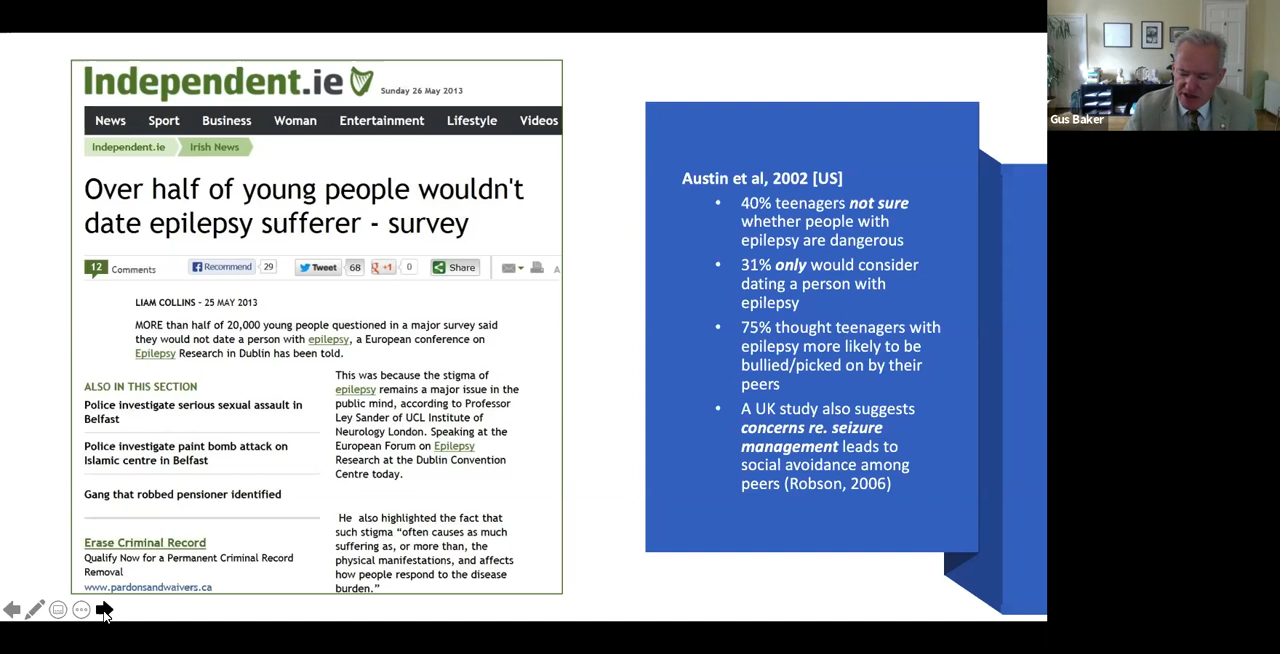 Independent.ie
Sunday 26 May 2013
News Sport Business Woman Entertainment Lifestyle Videos
Independent.ie Irish News
Over half of young people wouldn't
date epilepsy sufferer - survey
12 Comments Recommend 29 Tweet 68 g +1 0 Share A
LIAM COLLINS - 25 MAY 2013
MORE than half of 20,000 young people questioned in a major survey said
they would not date a person with epilepsy, a European conference on
Epilepsy Research in Dublin has been told.
ALSO IN THIS SECTION
Police investigate serious sexual assault in
Belfast
Police investigate paint bomb attack on
Islamic centre in Belfast
Gang that robbed pensioner identified
Erase Criminal Record
Qualify Now for a Permanent Criminal Record
Removal
www.pardonsandwaivers.ca
This was because the stigma of
epilepsy remains a major issue in the
public mind, according to Professor
Ley Sander of UCL Institute of
Neurology London. Speaking at the
European Forum on Epilepsy
Research at the Dublin Convention
Centre today.
He also highlighted the fact that
such stigma “often causes as much
suffering as, or more than, the
physical manifestations, and affects
how people respond to the disease
burden.”
Austin et al, 2002 [US]
• 40% teenagers not sure
whether people with
epilepsy are dangerous
• 31% only would consider
dating a person with
epilepsy
• 75% thought teenagers with
epilepsy more likely to be
bullied/picked on by their
peers
• A UK study also suggests
concerns re. seizure
management leads to
social avoidance among
peers (Robson, 2006)
Gus Baker